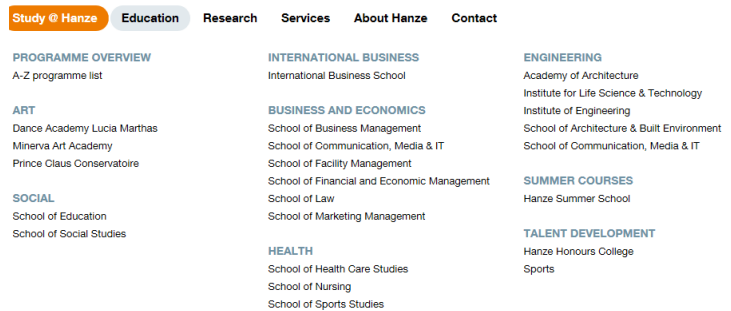 Study @ Hanze Education Research Services About Hanze Contact
PROGRAMME OVERVIEW
A-Z programme list
ART
Dance Academy Lucia Marthas
Minerva Art Academy
Prince Claus Conservatoire
SOCIAL
School of Education
School of Social Studies
INTERNATIONAL BUSINESS
International Business School
BUSINESS AND ECONOMICS
School of Business Management
School of Communication, Media & IT
School of Facility Management
School of Financial and Economic Management
School of Law
School of Marketing Management
HEALTH
School of Health Care Studies
School of Nursing
School of Sports Studies
ENGINEERING
Academy of Architecture
Institute for Life Science & Technology
Institute of Engineering
School of Architecture & Built Environment
School of Communication, Media & IT
SUMMER COURSES
Hanze Summer School
TALENT DEVELOPMENT
Hanze Honours College
Sports